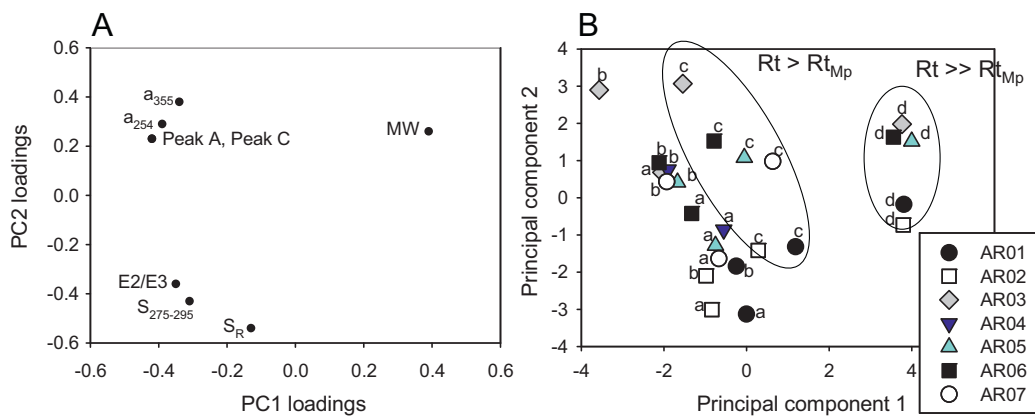 A
0.6
0.4
0.2
0.0
-0.2
-0.4
-0.6
PC2 loadings
a355
a254
Peak A, Peak C
MW
E2/E3
S275-295
SR
-0.6 -0.4 -0.2 0.0 0.2 0.4 0.6
PC1 loadings
B
4
3
2
1
0
-1
-2
-3
-4
Principal component 2
Rt > RtMp
Rt >> RtMp
b
c
c
c
c
b
b
a
b
b
a
a
a
a
c
c
b
b
a
a
d
d
d
d
d
-4 -2 0 2 4
Principal component 1
AR01
AR02
AR03
AR04
AR05
AR06
AR07